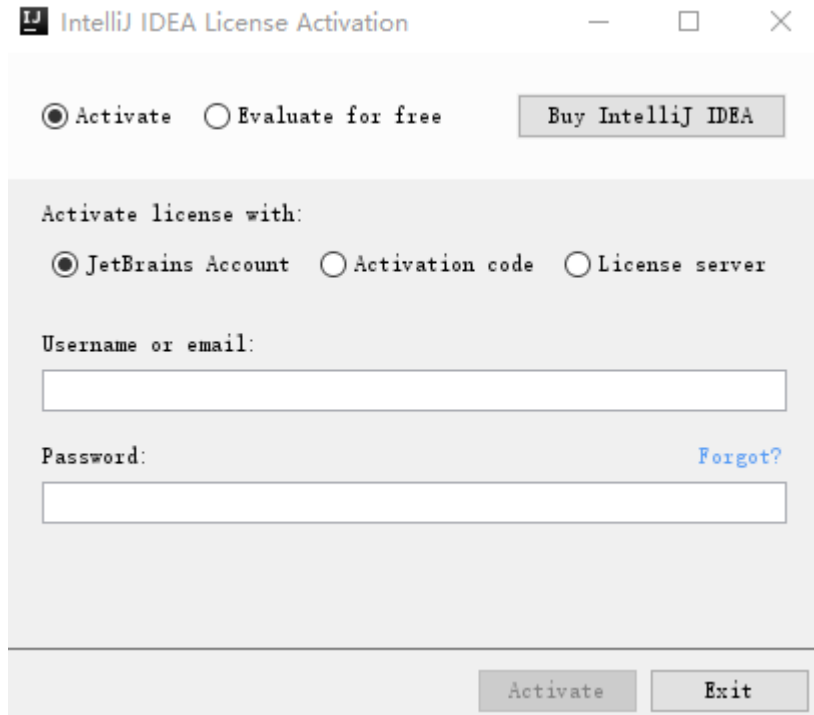 IJ IntelliJ IDEA License Activation
Activate Evaluate for free Buy IntelliJ IDEA
Activate license with:
JetBrains Account Activation code License server
Username or email:
Password: Forgot?
Activate Exit